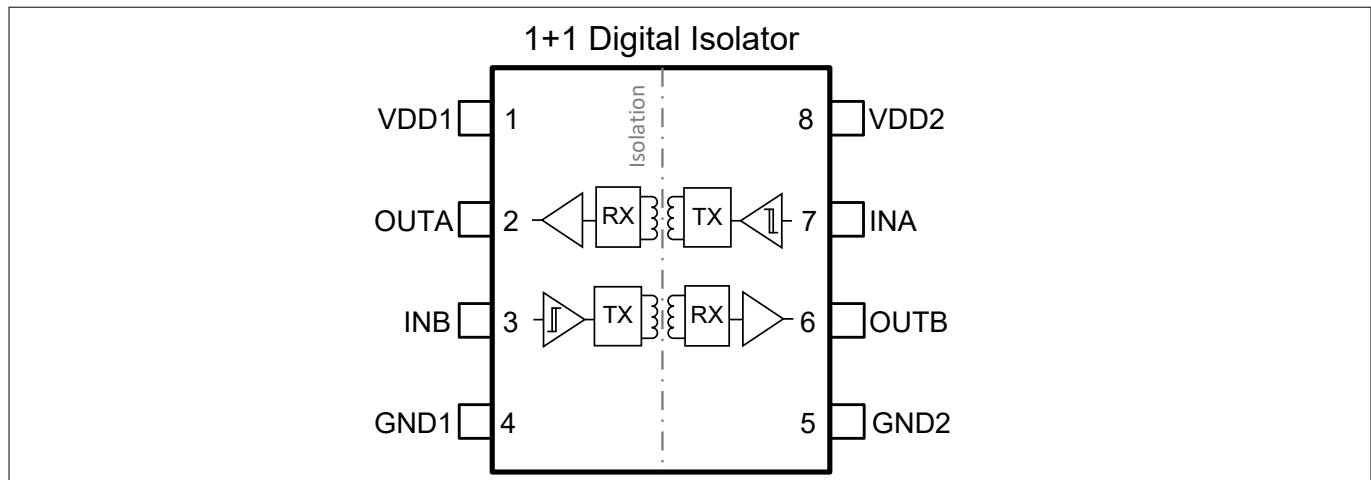 1+1 Digital Isolator
Isolation
VDD1 1 8 VDD2
OUTA 2 RX TX 7 INA
INB 3 TX RX 6 OUTB
GND1 4 5 GND2